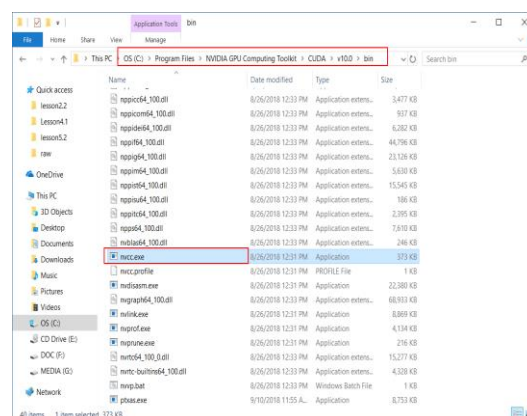 Application Tools bin
File Home Share View Manage
This PC > OS (C:) > Program Files > NVIDIA GPU Computing Toolkit > CUDA > v10.0 > bin Search bin
Name Date modified Type Size
Quick access
lesson2.2
Lesson4.1
lesson5.2
raw
OneDrive
This PC
3D Objects
Desktop
Documents
Downloads
Music
Pictures
Videos
OS (C:)
CD Drive (E:)
DOC (F:)
MEDIA (G:)
Network
nppicc64_100.dll 8/26/2018 12:33 PM Application extens... 3,477 KB
nppicom64_100.dll 8/26/2018 12:33 PM Application extens... 937 KB
nppidei64_100.dll 8/26/2018 12:33 PM Application extens... 6,282 KB
nppif64_100.dll 8/26/2018 12:33 PM Application extens... 44,796 KB
nppig64_100.dll 8/26/2018 12:33 PM Application extens... 23,126 KB
nppim64_100.dll 8/26/2018 12:33 PM Application extens... 5,630 KB
nppist64_100.dll 8/26/2018 12:33 PM Application extens... 15,545 KB
nppisu64_100.dll 8/26/2018 12:33 PM Application extens... 186 KB
nppitc64_100.dll 8/26/2018 12:33 PM Application extens... 2,395 KB
npps64_100.dll 8/26/2018 12:33 PM Application extens... 7,610 KB
nvblas64_100.dll 8/26/2018 12:33 PM Application extens... 246 KB
nvcc.exe 8/26/2018 12:31 PM Application 373 KB
nvcc.profile 8/26/2018 12:31 PM PROFILE File 1 KB
nvdisasm.exe 8/26/2018 12:31 PM Application 22,380 KB
nvgraph64_100.dll 8/26/2018 12:33 PM Application extens... 68,933 KB
nvlink.exe 8/26/2018 12:31 PM Application 8,869 KB
nvprof.exe 8/26/2018 12:31 PM Application 4,134 KB
nvprune.exe 8/26/2018 12:31 PM Application 216 KB
nvrtc64_100_0.dll 8/26/2018 12:31 PM Application extens... 15,277 KB
nvrtc-builtins64_100.dll 8/26/2018 12:31 PM Application extens... 4,328 KB
nvvp.bat 8/26/2018 12:33 PM Windows Batch File 1 KB
ptxas.exe 9/10/2018 11:55 A... Application 8,753 KB
40 items 1 item selected 373 KB